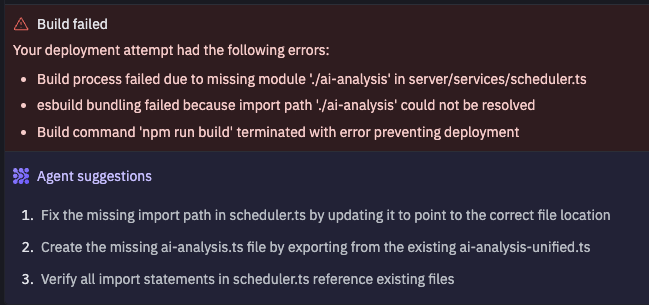 Build failed
Your deployment attempt had the following errors:
• Build process failed due to missing module './ai-analysis' in server/services/scheduler.ts
• esbuild bundling failed because import path './ai-analysis' could not be resolved
• Build command 'npm run build' terminated with error preventing deployment
Agent suggestions
1. Fix the missing import path in scheduler.ts by updating it to point to the correct file location
2. Create the missing ai-analysis.ts file by exporting from the existing ai-analysis-unified.ts
3. Verify all import statements in scheduler.ts reference existing files